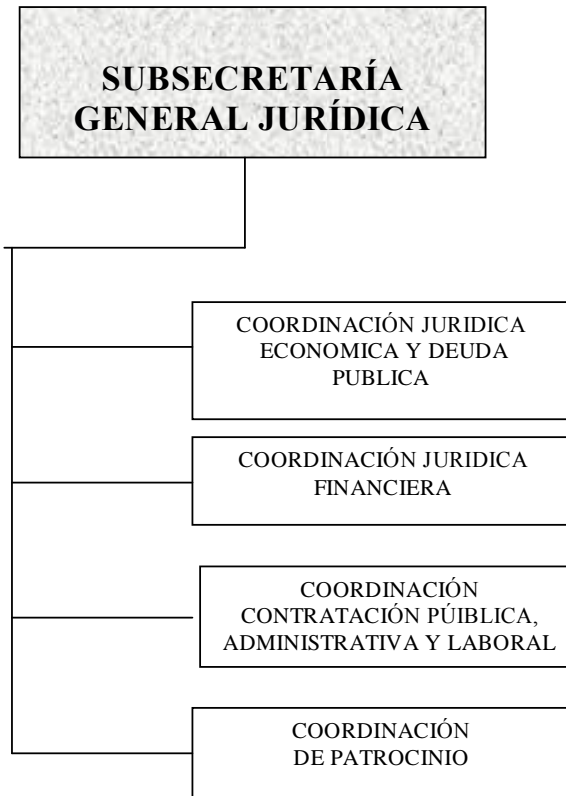 SUBSECRETARÍA
GENERAL JURÍDICA
COORDINACIÓN JURIDICA
ECONOMICA Y DEUDA
PUBLICA
COORDINACIÓN JURIDICA
FINANCIERA
COORDINACIÓN
CONTRATACIÓN PÚIBLICA,
ADMINISTRATIVA Y LABORAL
COORDINACIÓN
DE PATROCINIO